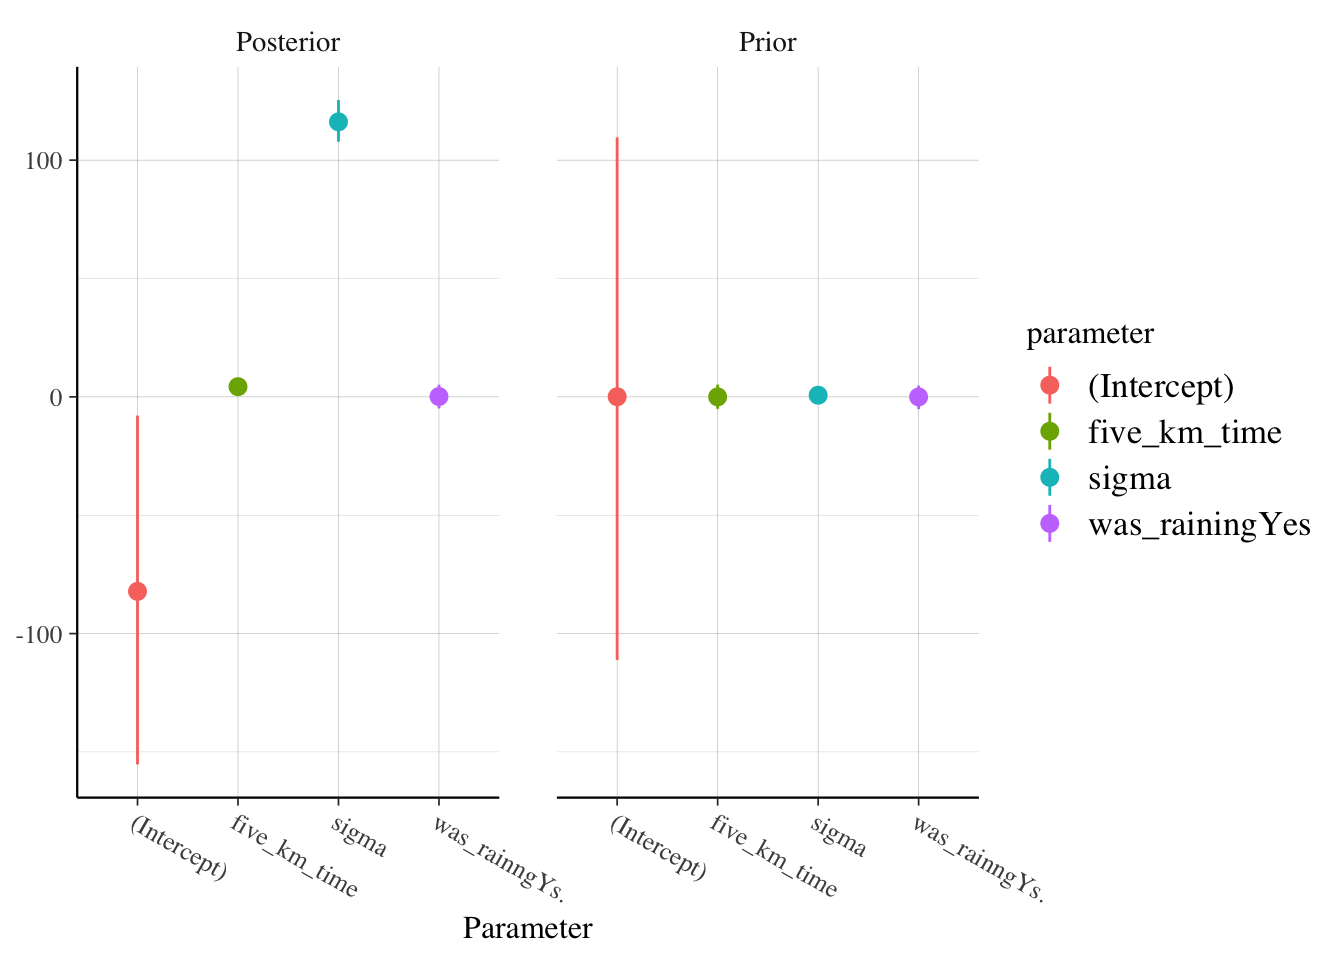 Posterior
Prior
100
0
-100
(Intercept)
five_km_time
sigma
was_rainngYs.
(Intercept)
five_km_time
sigma
was_rainngYs.
Parameter
parameter
(Intercept)
five_km_time
sigma
was_rainingYes